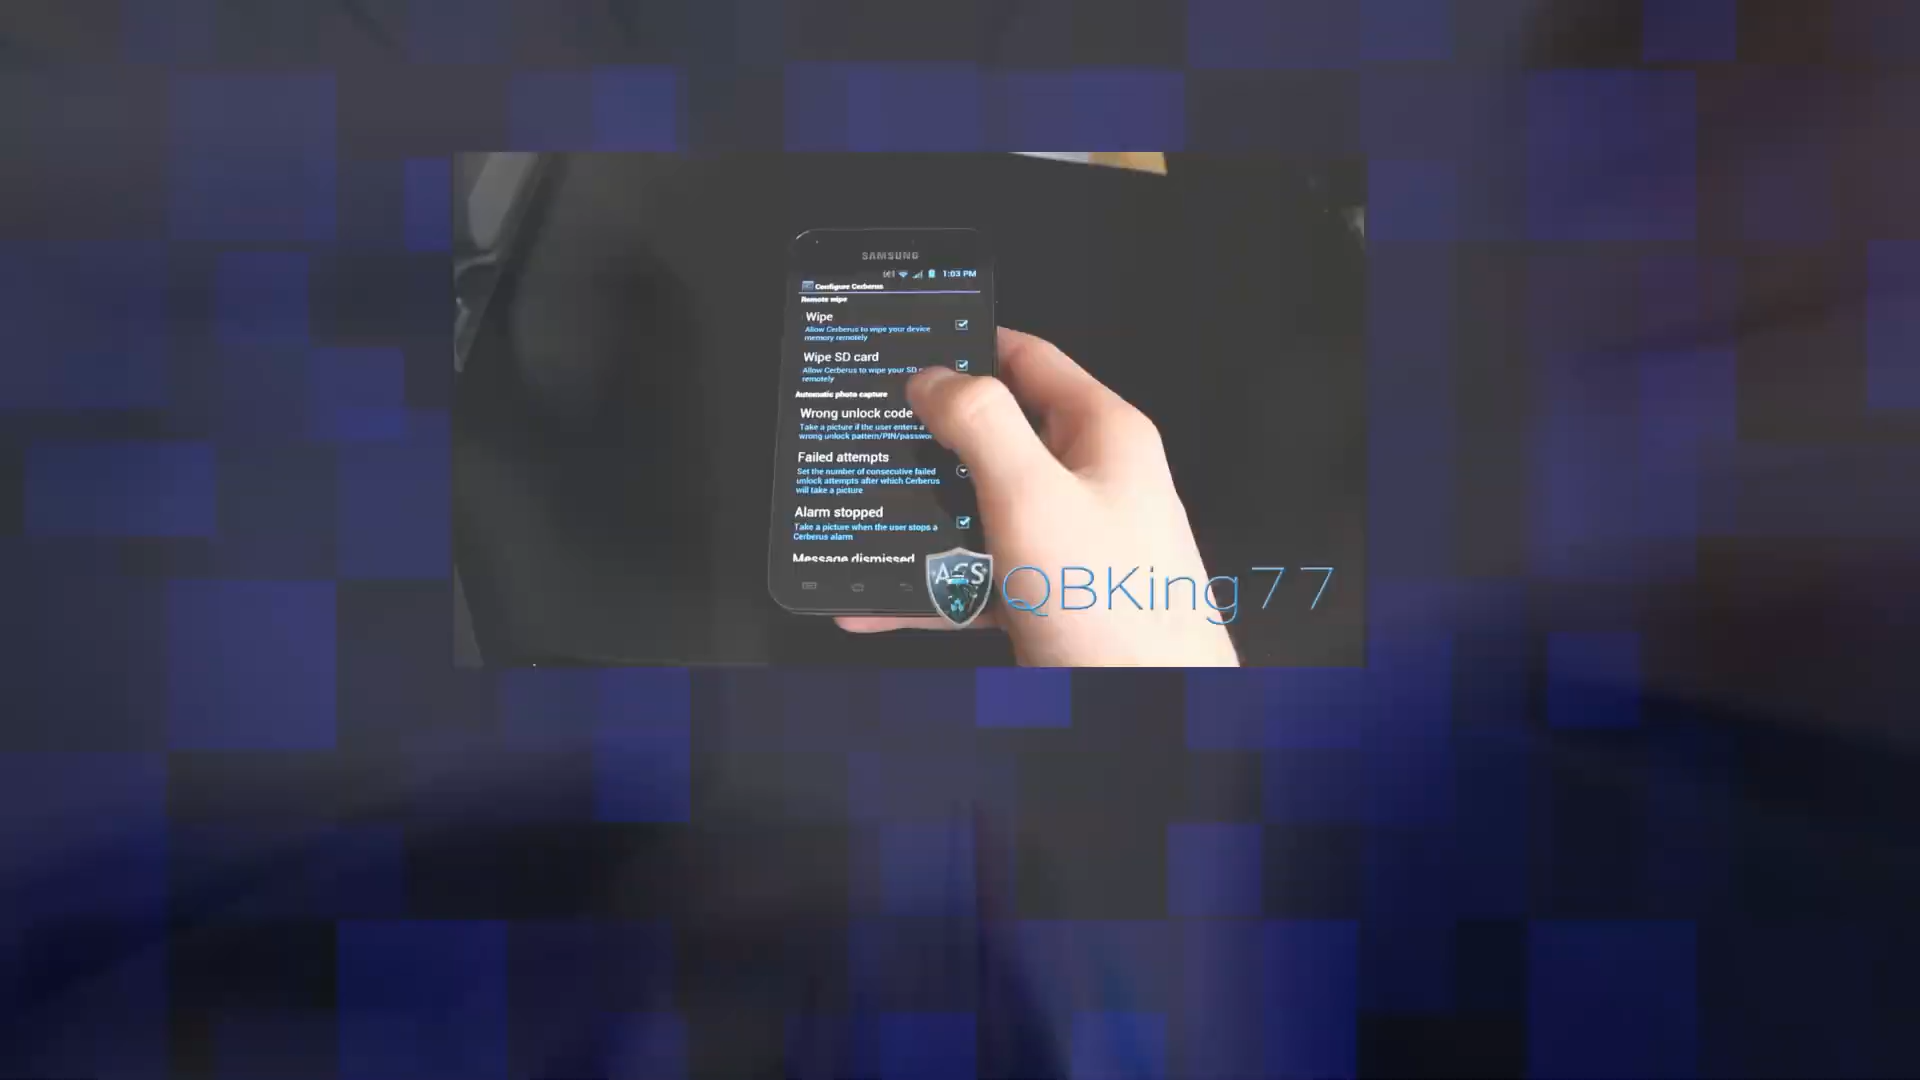 SAMSUNG
1:03 PM
Configure Cerberus
Remote wipe
Wipe
Allow Cerberus to wipe your device
memory remotely
Wipe SD card
Allow Cerberus to wipe your SD
remotely
Automatic photo capture
Wrong unlock code
Take a picture if the user enters a
wrong unlock pattern/PIN/passwo
Failed attempts
Set the number of consecutive failed
unlock attempts after which Cerberus
will take a picture
Alarm stopped
Take a picture when the user stops a
Cerberus alarm
Message dismissed
ACS
QBKing77